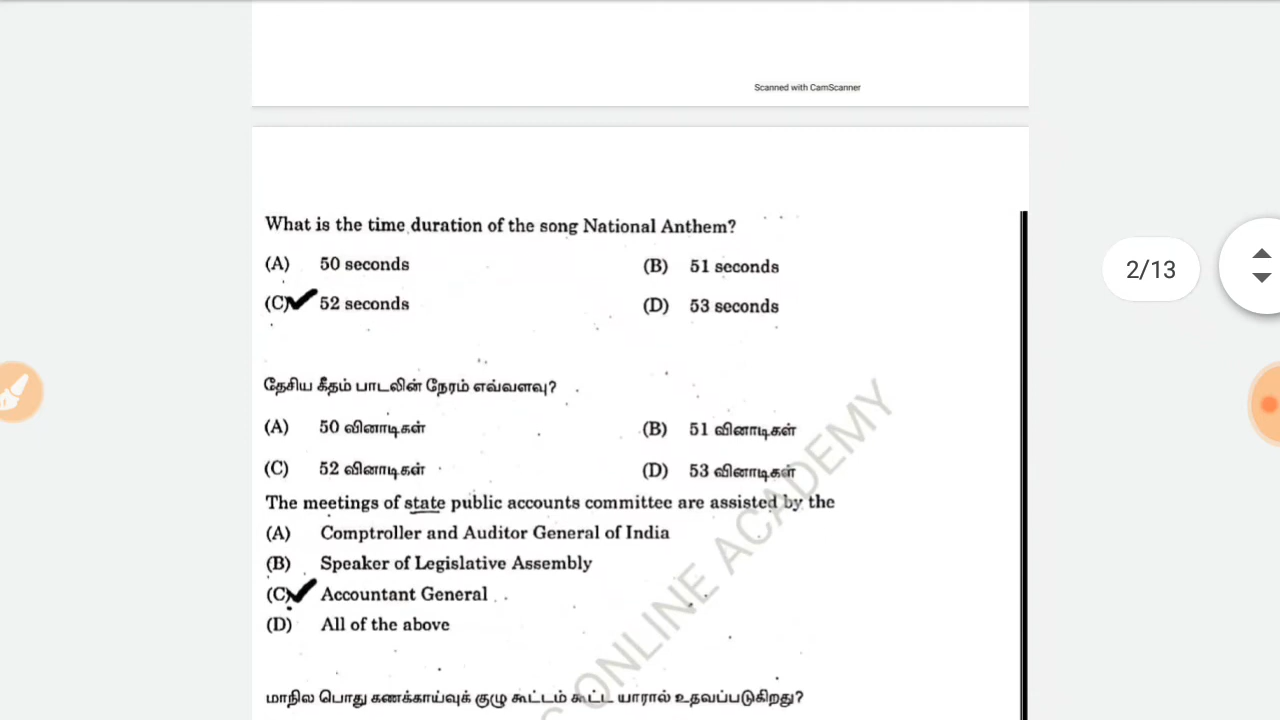 Scanned with CamScanner
What is the time duration of the song National Anthem?
(A) 50 seconds (B) 51 seconds
(C) 52 seconds (D) 53 seconds
2/13
தேசிய கீதம் பாடலின் நேரம் எவ்வளவு?
(A) 50 வினாடிகள் (B) 51 வினாடிகள்
(C) 52 வினாடிகள் (D) 53 வினாடிகள்
The meetings of state public accounts committee are assisted by the
(A) Comptroller and Auditor General of India
(B) Speaker of Legislative Assembly
(C) Accountant General
(D) All of the above
மாநில பொது கணக்காய்வுக் குழு கூட்டம் கூட்ட யாரால் உதவப்படுகிறது?
ONLINE ACADEMY